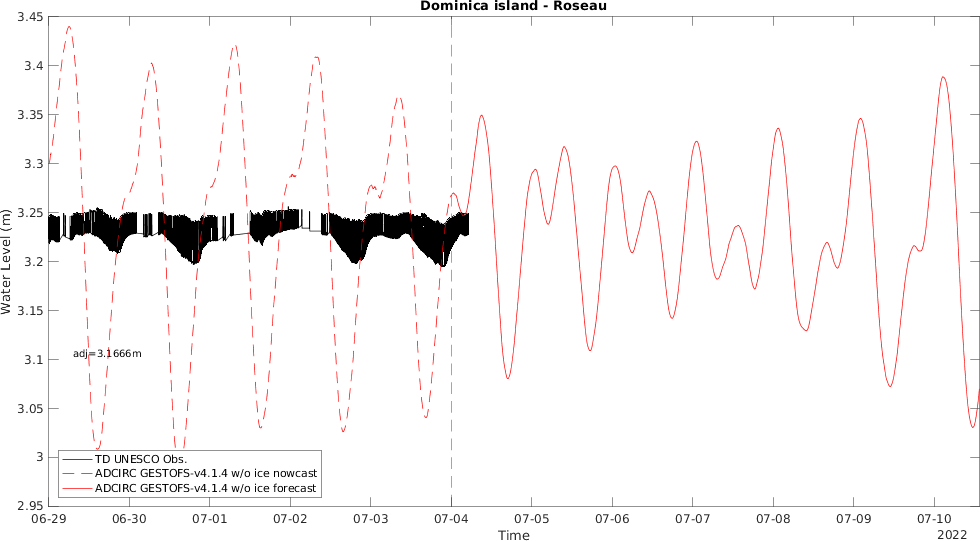 Dominica island - Roseau
3.45
3.4
3.35
3.3
3.25
3.2
3.15
3.1
3.05
3
2.95
Water Level (m)
adj=3.1666m
TD UNESCO Obs.
ADCIRC GESTOFS-v4.1.4 w/o ice nowcast
ADCIRC GESTOFS-v4.1.4 w/o ice forecast
06-29 06-30 07-01 07-02 07-03 07-04 07-05 07-06 07-07 07-08 07-09 07-10
Time
2022